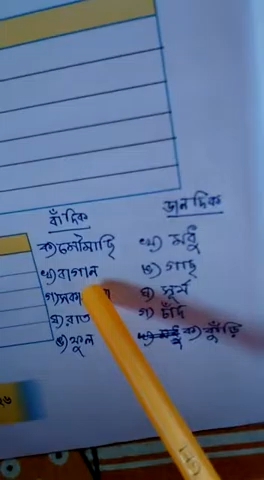 বাঁদিক
ডানদিক
ক) মৌমাছি
খ) মধু
খ) বাগান
ঙ) গাছ
গ)
ঘ) সূর্য
ঘ) রাত
গ) চাঁদ
ঙ) ফুল
ক) কুঁড়ি